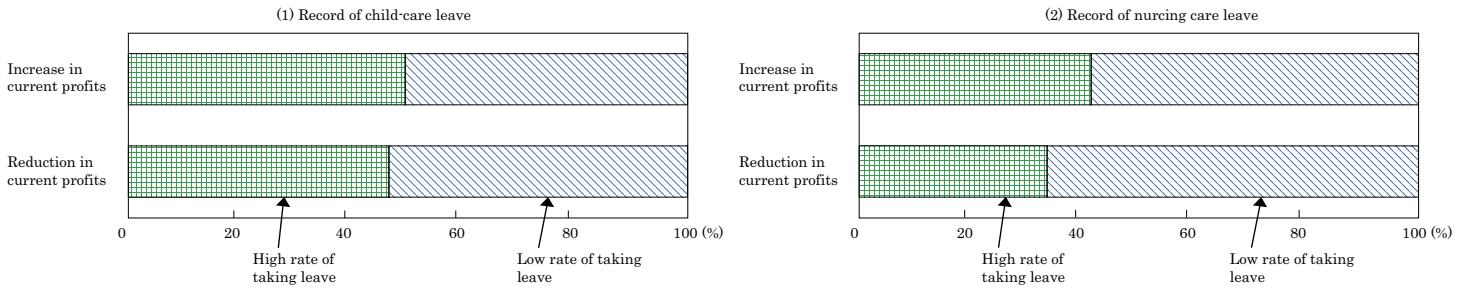 (1) Record of child-care leave
Increase in
current profits
Reduction in
current profits
0 20 40 60 80 100 (%)
High rate of
taking leave
Low rate of taking
leave
(2) Record of nurcing care leave
Increase in
current profits
Reduction in
current profits
0 20 40 60 80 100 (%)
High rate of
taking leave
Low rate of taking
leave